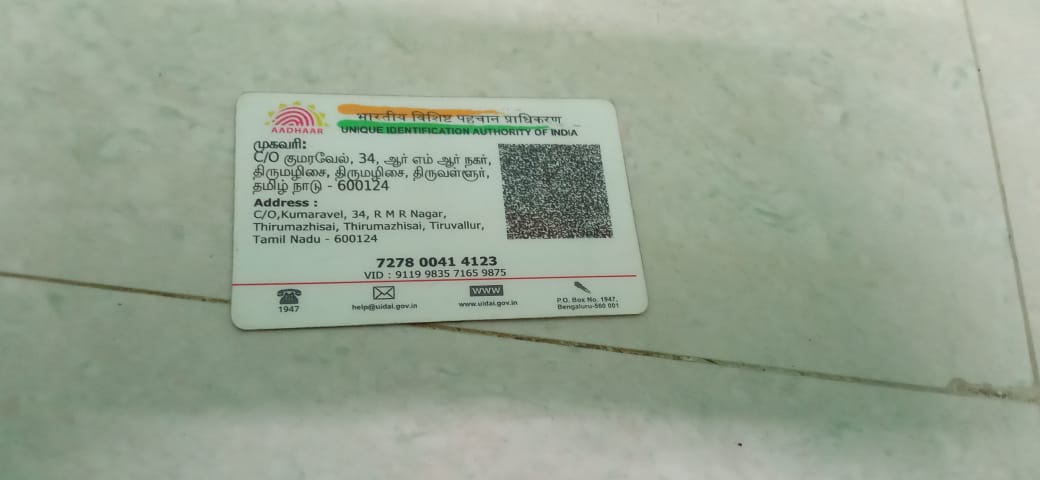 भारतीय विशिष्ट पहचान प्राधिकरण
AADHAAR
UNIQUE IDENTIFICATION AUTHORITY OF INDIA
முகவரி:
C/O குமரவேல், 34, ஆர் எம் ஆர் நகர்,
திருமழிசை, திருமழிசை, திருவள்ளூர்,
தமிழ் நாடு - 600124
Address :
C/O,Kumaravel, 34, R M R Nagar,
Thirumazhisai, Thirumazhisai, Tiruvallur,
Tamil Nadu - 600124
7278 0041 4123
VID : 9119 9835 7165 9875
WWW
1947
help@uidai.gov.in
www.uidai.gov.in
P.O. Box No. 1947,
Bengaluru-560 001